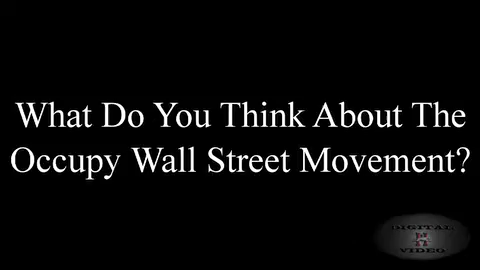 What Do You Think About The
Occupy Wall Street Movement?
DIGITAL
VIDEO